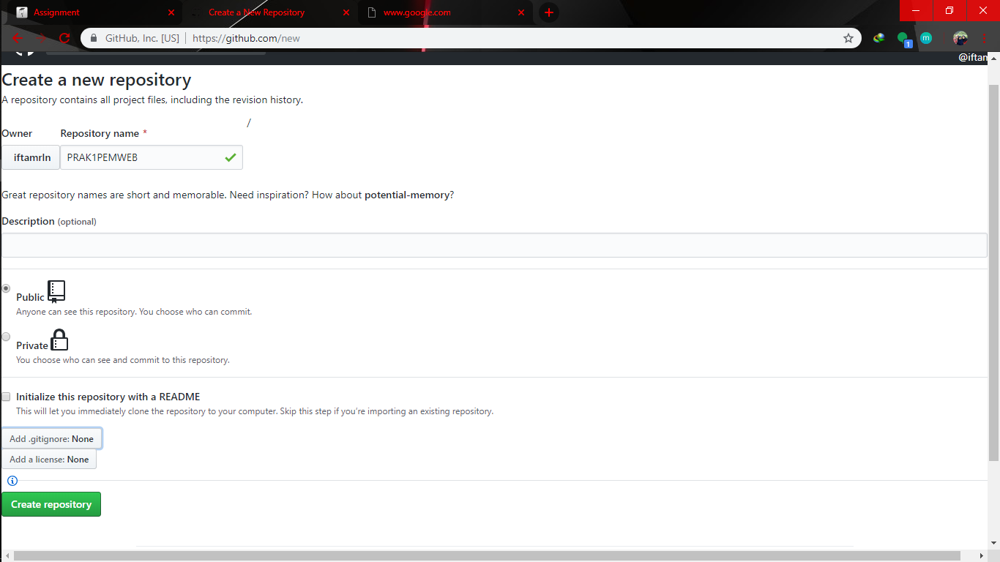 Assignment
Create a New Repository
www.google.com
GitHub, Inc. [US]
https://github.com/new
1
m
@iftam
Create a new repository
A repository contains all project files, including the revision history.
/
Owner Repository name *
iftamrln PRAK1PEMWEB
Great repository names are short and memorable. Need inspiration? How about potential-memory?
Description (optional)
Public
Anyone can see this repository. You choose who can commit.
Private
You choose who can see and commit to this repository.
Initialize this repository with a README
This will let you immediately clone the repository to your computer. Skip this step if you’re importing an existing repository.
Add .gitignore: None
Add a license: None
Create repository